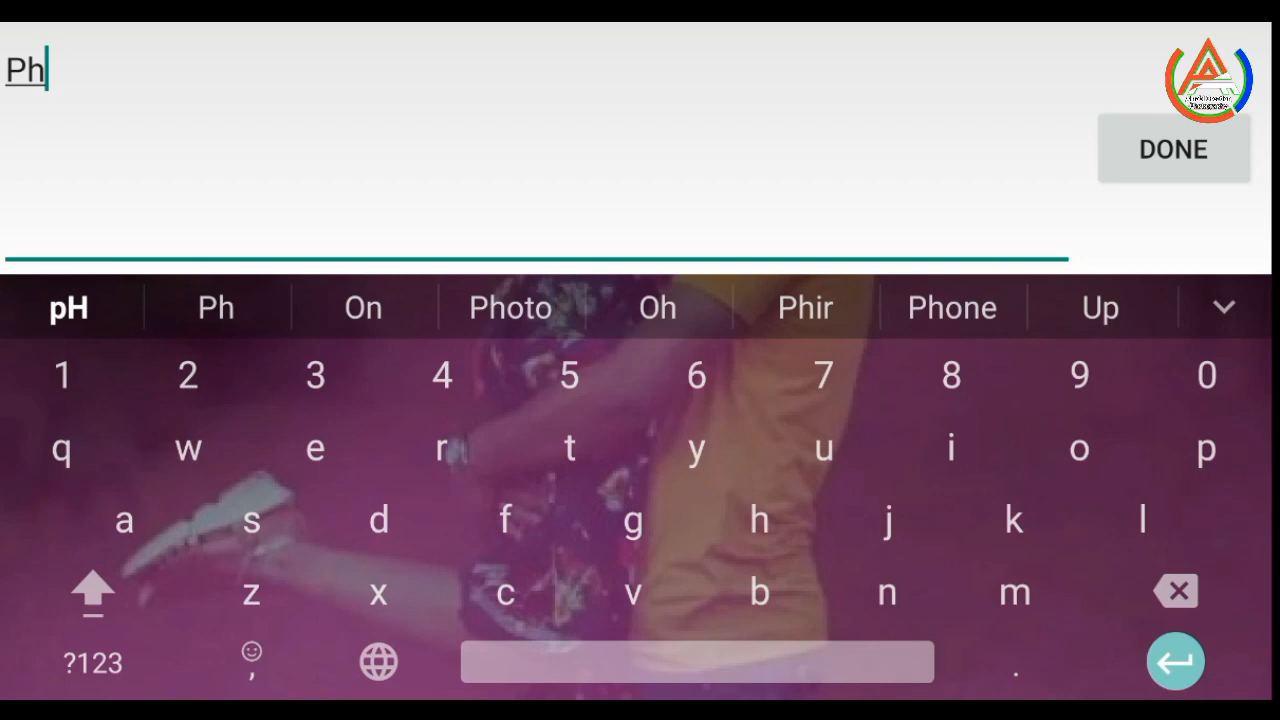 Ph
DONE
pH Ph On Photo Oh Phir Phone Up
1 2 3 4 5 6 7 8 9 0
q w e r t y u i o p
a s d f g h j k l
z x c v b n m
?123 , .